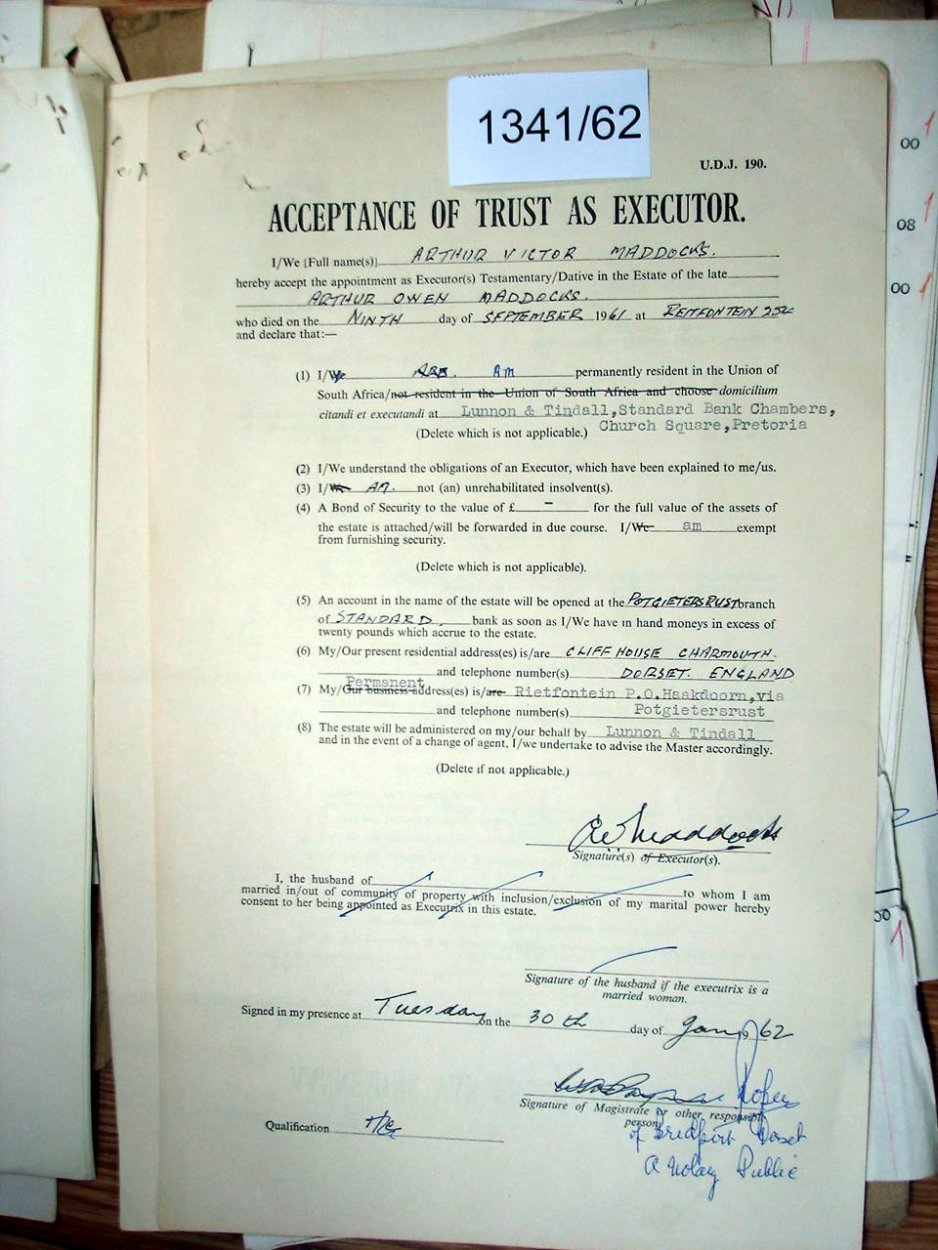 1341/62
U.D.J. 190.
ACCEPTANCE OF TRUST AS EXECUTOR.
I/We [Full name(s)] ARTHUR VICTOR MADDOCKS.
hereby accept the appointment as Executor(s) Testamentary/Dative in the Estate of the late
ARTHUR OWEN MADDOCKS.
who died on the NINTH day of SEPTEMBER 1961 at REITFONTEIN 252
and declare that:—
(1) I/We ARE. Am permanently resident in the Union of
South Africa/not resident in the Union of South Africa and choose domicilium
citandi et executandi at Lunnon & Tindall, Standard Bank Chambers,
(Delete which is not applicable.) Church Square, Pretoria
(2) I/We understand the obligations of an Executor, which have been explained to me/us.
(3) I/We AM. not (an) unrehabilitated insolvent(s).
(4) A Bond of Security to the value of £ - for the full value of the assets of
the estate is attached/will be forwarded in due course. I/We am exempt
from furnishing security.
(Delete which is not applicable).
(5) An account in the name of the estate will be opened at the POTGIETERSRUST branch
of STANDARD. bank as soon as I/We have in hand moneys in excess of
twenty pounds which accrue to the estate.
(6) My/Our present residential address(es) is/are CLIFF HOUSE CHARMOUTH.
and telephone number(s) DORSET. ENGLAND
Permanent
(7) My/Our business address(es) is/are Rietfontein P.O.Haakdoorn, via
and telephone number(s) Potgietersrust
(8) The estate will be administered on my/our behalf by Lunnon & Tindall
and in the event of a change of agent, I/we undertake to advise the Master accordingly.
(Delete if not applicable.)
AV Maddocks
Signature(s) of Executor(s).
I, the husband of
to whom I am
married in/out of community of property with inclusion/exclusion of my marital power hereby
consent to her being appointed as Executrix in this estate.
Signature of the husband if the executrix is a
married woman.
Signed in my presence at Tuesday on the 30th day of Jan 19 62
Roper
Signature of Magistrate or other responsible
person
of Bridport Dorset
Qualification
A Notary Public
00
08
00
00